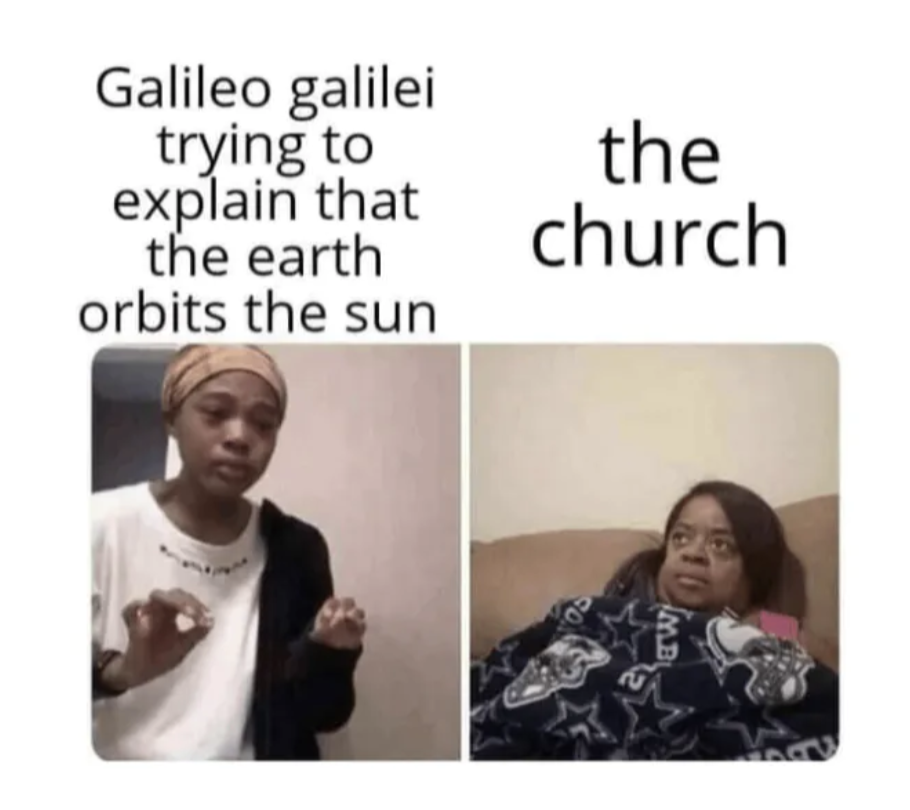 Galileo galilei
trying to
explain that
the earth
orbits the sun
the
church